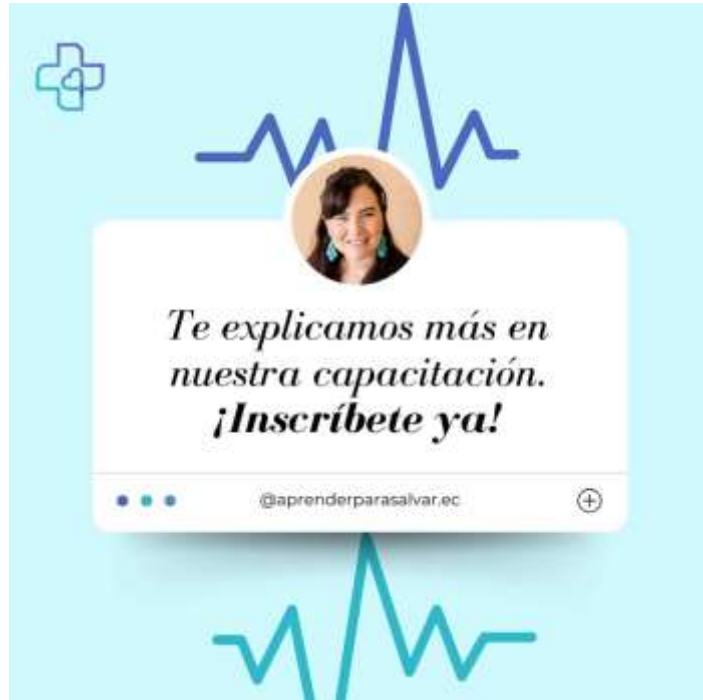 Te explicamos más en
nuestra capacitación.
¡Inscríbete ya!
@aprenderparasalvar.ec